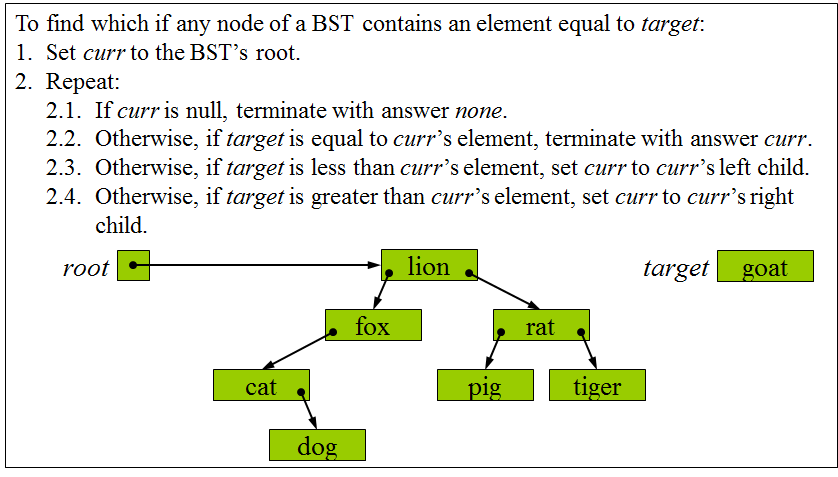 To find which if any node of a BST contains an element equal to target:
1. Set curr to the BST’s root.
2. Repeat:
2.1. If curr is null, terminate with answer none.
2.2. Otherwise, if target is equal to curr’s element, terminate with answer curr.
2.3. Otherwise, if target is less than curr’s element, set curr to curr’s left child.
2.4. Otherwise, if target is greater than curr’s element, set curr to curr’s right
child.
root lion target goat
fox rat
cat pig tiger
dog